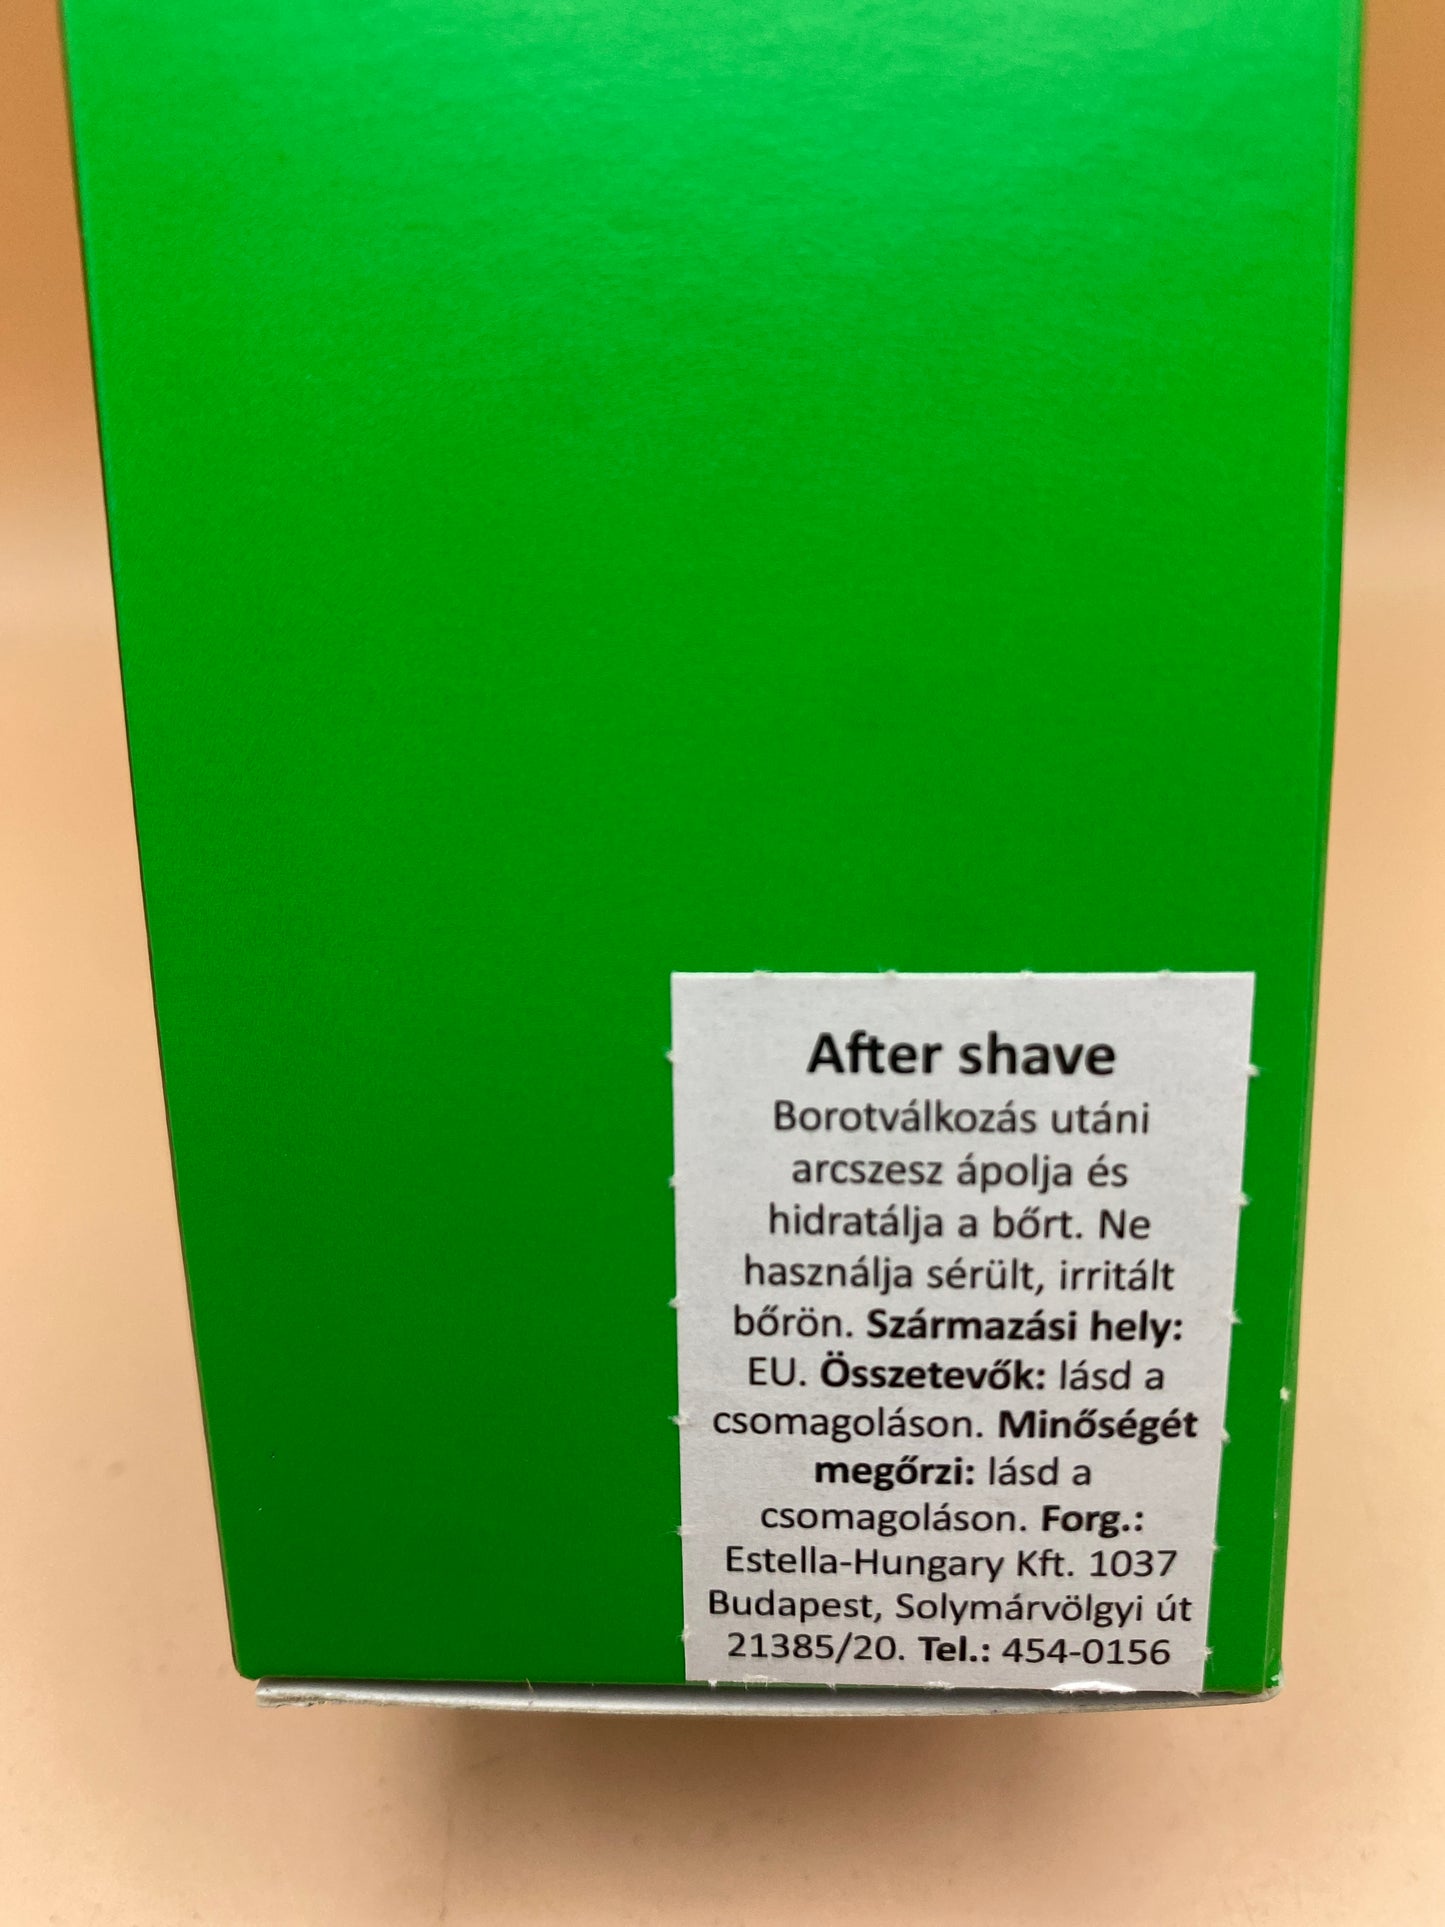 After shave
Borotválkozás utáni
arcszesz ápolja és
hidratálja a bőrt. Ne
használja sérült, irritált
bőrön. Származási hely:
EU. Összetevők: lásd a
csomagoláson. Minőségét
megőrzi: lásd a
csomagoláson. Forg.:
Estella-Hungary Kft. 1037
Budapest, Solymárvölgyi út
21385/20. Tel.: 454-0156